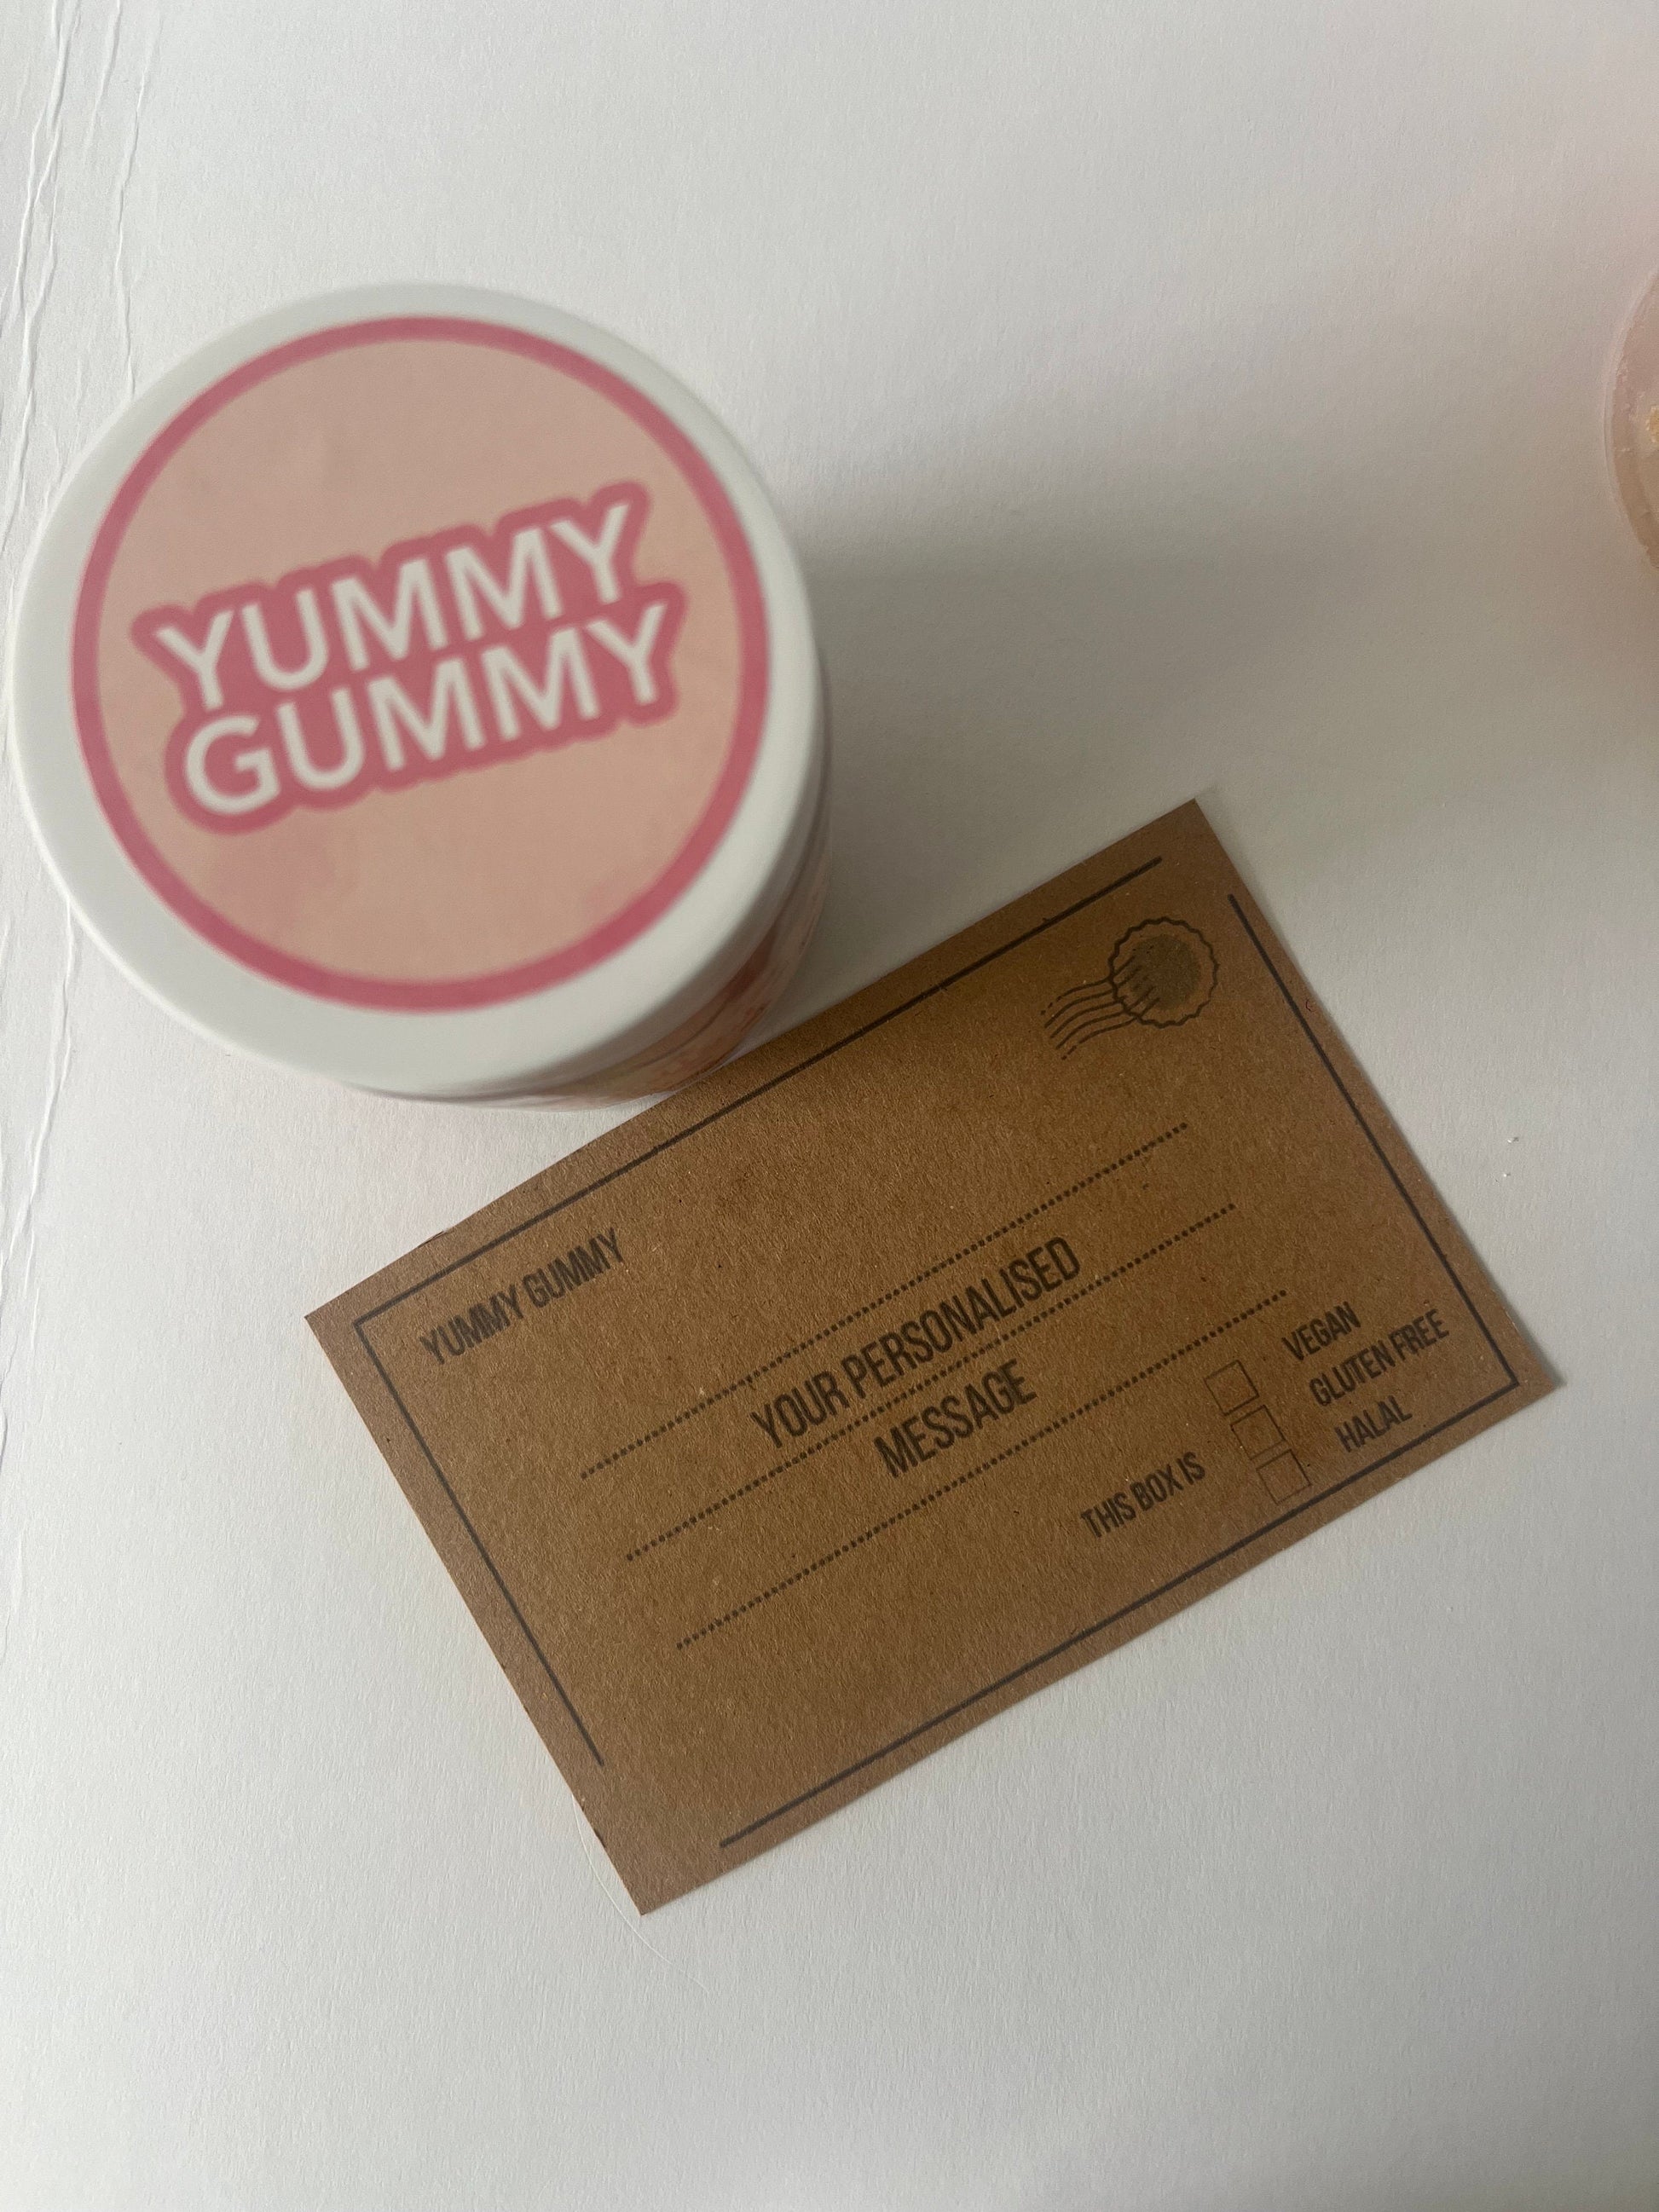 YUMMY
GUMMY
YUMMY GUMMY
YOUR PERSONALISED
MESSAGE
THIS BOX IS
VEGAN
GLUTEN FREE
HALAL